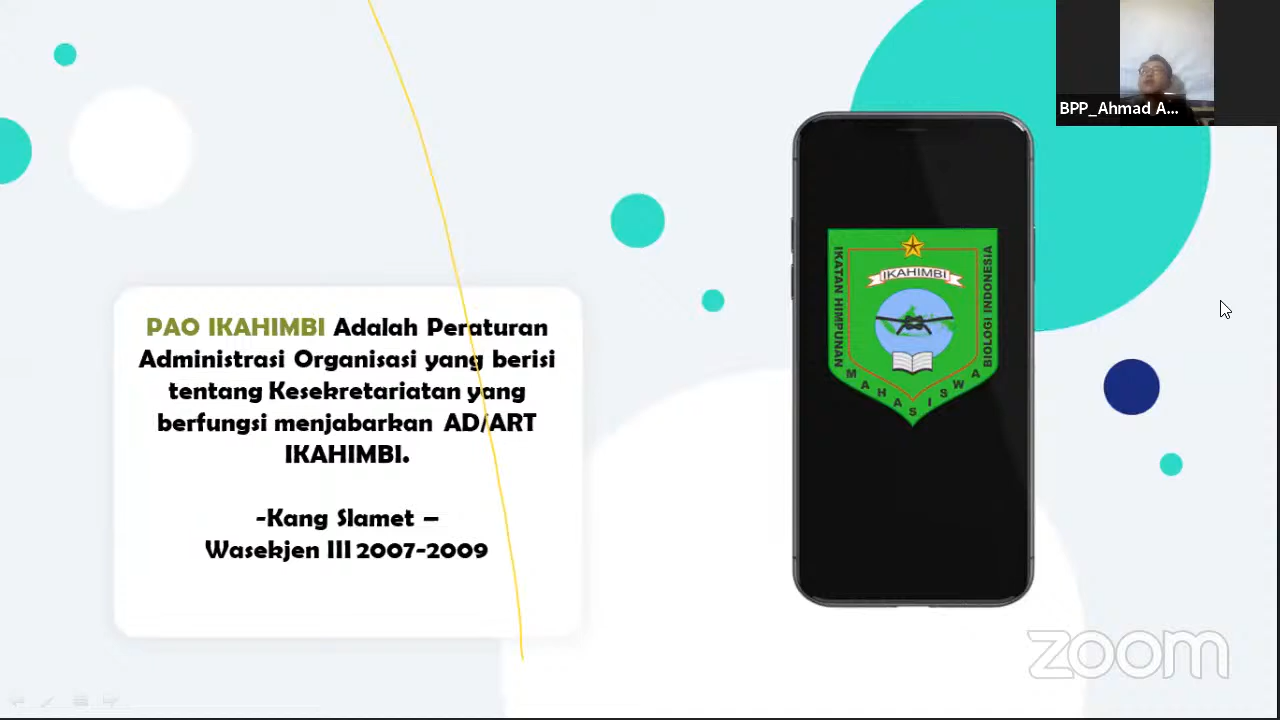 BPP_Ahmad A...
IKATAN HIMPUNAN
MAHASISWA
BIOLOGI INDONESIA
IKAHIMBI
PAO IKAHIMBI Adalah Peraturan
Administrasi Organisasi yang berisi
tentang Kesekretariatan yang
berfungsi menjabarkan AD/ART
IKAHIMBI.
-Kang Slamet –
Wasekjen III 2007-2009
zoom